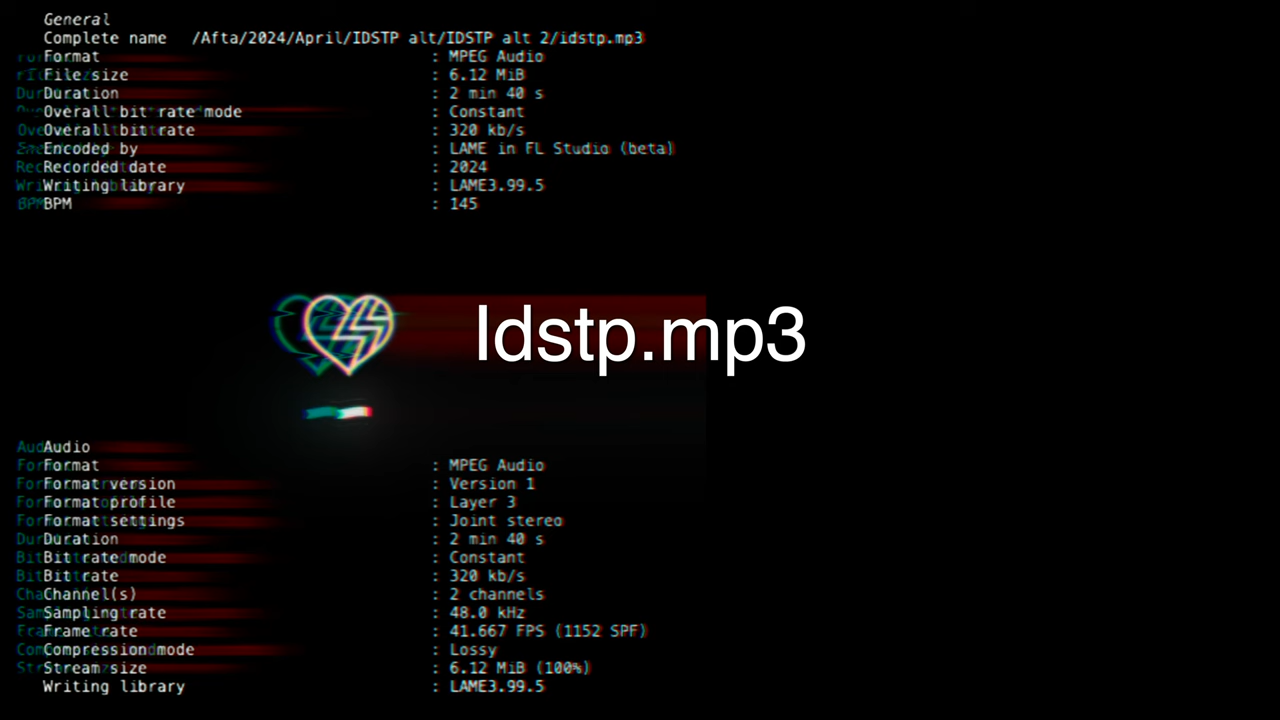 General
Complete name /Afta/2024/April/IDSTP alt/IDSTP alt 2/idstp.mp3
Format : MPEG Audio
File size : 6.12 MiB
Duration : 2 min 40 s
Overall bit rate mode : Constant
Overall bit rate : 320 kb/s
Encoded by : LAME in FL Studio (beta)
Recorded date : 2024
Writing library : LAME3.99.5
BPM : 145
Idstp.mp3
Audio
Format : MPEG Audio
Format version : Version 1
Format profile : Layer 3
Format settings : Joint stereo
Duration : 2 min 40 s
Bit rate mode : Constant
Bit rate : 320 kb/s
Channel(s) : 2 channels
Sampling rate : 48.0 kHz
Frame rate : 41.667 FPS (1152 SPF)
Compression mode : Lossy
Stream size : 6.12 MiB (100%)
Writing library : LAME3.99.5